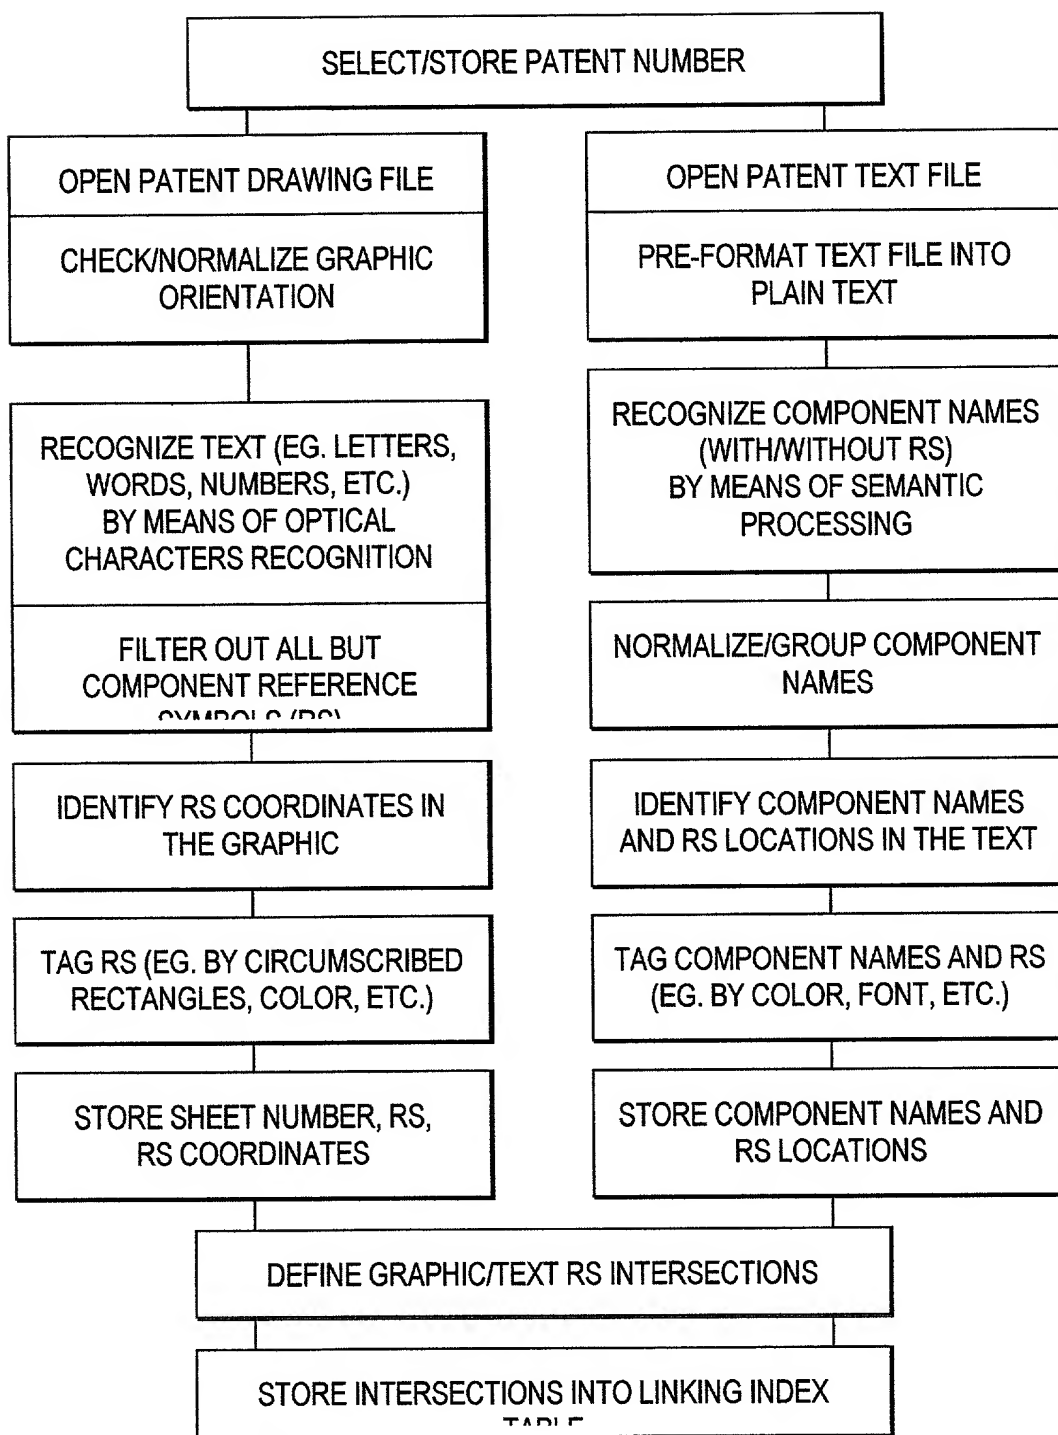 SELECT/STORE PATENT NUMBER
OPEN PATENT DRAWING FILE
CHECK/NORMALIZE GRAPHIC
ORIENTATION
RECOGNIZE TEXT (EG. LETTERS,
WORDS, NUMBERS, ETC.)
BY MEANS OF OPTICAL
CHARACTERS RECOGNITION
FILTER OUT ALL BUT
COMPONENT REFERENCE
SYMBOLS (RS)
IDENTIFY RS COORDINATES IN
THE GRAPHIC
TAG RS (EG. BY CIRCUMSCRIBED
RECTANGLES, COLOR, ETC.)
STORE SHEET NUMBER, RS,
RS COORDINATES
OPEN PATENT TEXT FILE
PRE-FORMAT TEXT FILE INTO
PLAIN TEXT
RECOGNIZE COMPONENT NAMES
(WITH/WITHOUT RS)
BY MEANS OF SEMANTIC
PROCESSING
NORMALIZE/GROUP COMPONENT
NAMES
IDENTIFY COMPONENT NAMES
AND RS LOCATIONS IN THE TEXT
TAG COMPONENT NAMES AND RS
(EG. BY COLOR, FONT, ETC.)
STORE COMPONENT NAMES AND
RS LOCATIONS
DEFINE GRAPHIC/TEXT RS INTERSECTIONS
STORE INTERSECTIONS INTO LINKING INDEX
TABLE